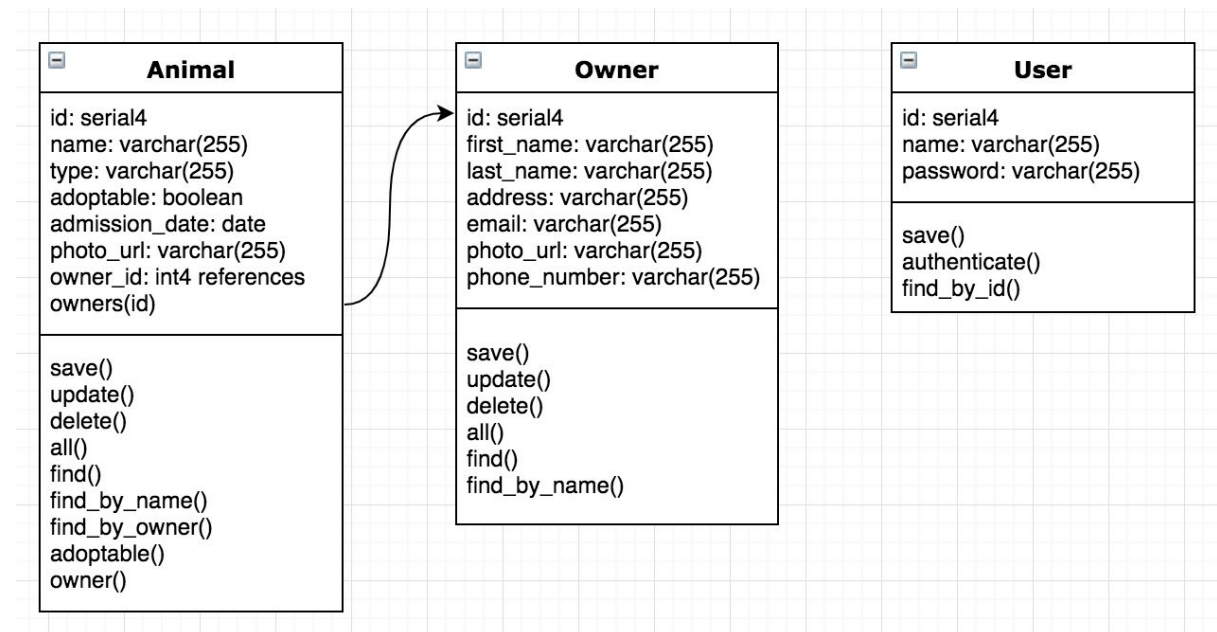 Animal
id: serial4
name: varchar(255)
type: varchar(255)
adoptable: boolean
admission_date: date
photo_url: varchar(255)
owner_id: int4 references
owners(id)
save()
update()
delete()
all()
find()
find_by_name()
find_by_owner()
adoptable()
owner()
Owner
id: serial4
first_name: varchar(255)
last_name: varchar(255)
address: varchar(255)
email: varchar(255)
photo_url: varchar(255)
phone_number: varchar(255)
save()
update()
delete()
all()
find()
find_by_name()
User
id: serial4
name: varchar(255)
password: varchar(255)
save()
authenticate()
find_by_id()